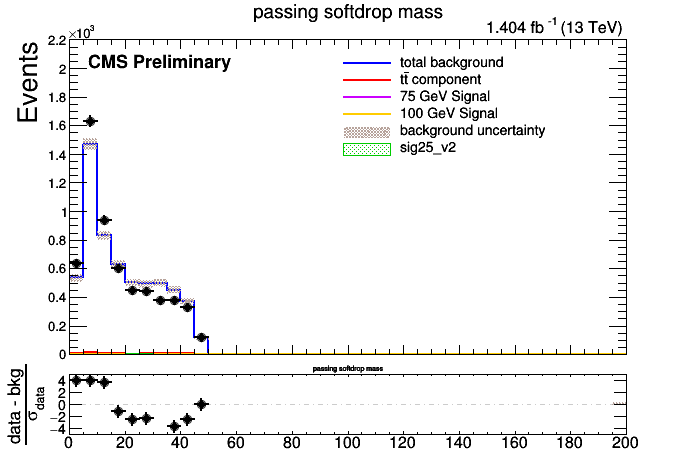 passing softdrop mass
1.404 fb⁻¹ (13 TeV)
×10³
Events
2.2
2
1.8
1.6
1.4
1.2
1
0.8
0.6
0.4
0.2
0
CMS Preliminary
total background
tt̄ component
75 GeV Signal
100 GeV Signal
background uncertainty
sig25_v2
passing softdrop mass
data - bkg
σdata
4
2
0
−2
−4
0 20 40 60 80 100 120 140 160 180 200